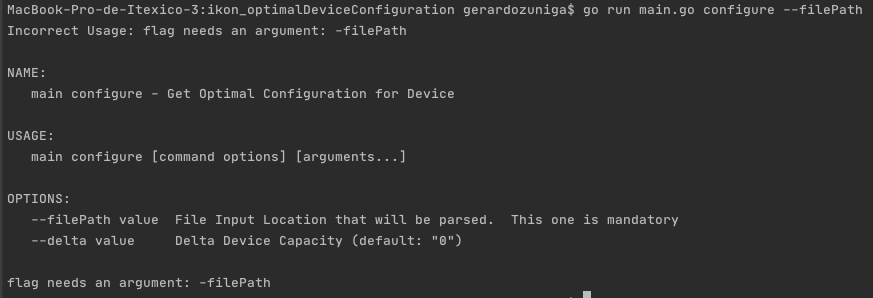 MacBook-Pro-de-Itexico-3:ikon_optimalDeviceConfiguration gerardozuniga$ go run main.go configure --filePath
Incorrect Usage: flag needs an argument: -filePath
NAME:
main configure - Get Optimal Configuration for Device
USAGE:
main configure [command options] [arguments...]
OPTIONS:
--filePath value  File Input Location that will be parsed.  This one is mandatory
--delta value     Delta Device Capacity (default: "0")
flag needs an argument: -filePath